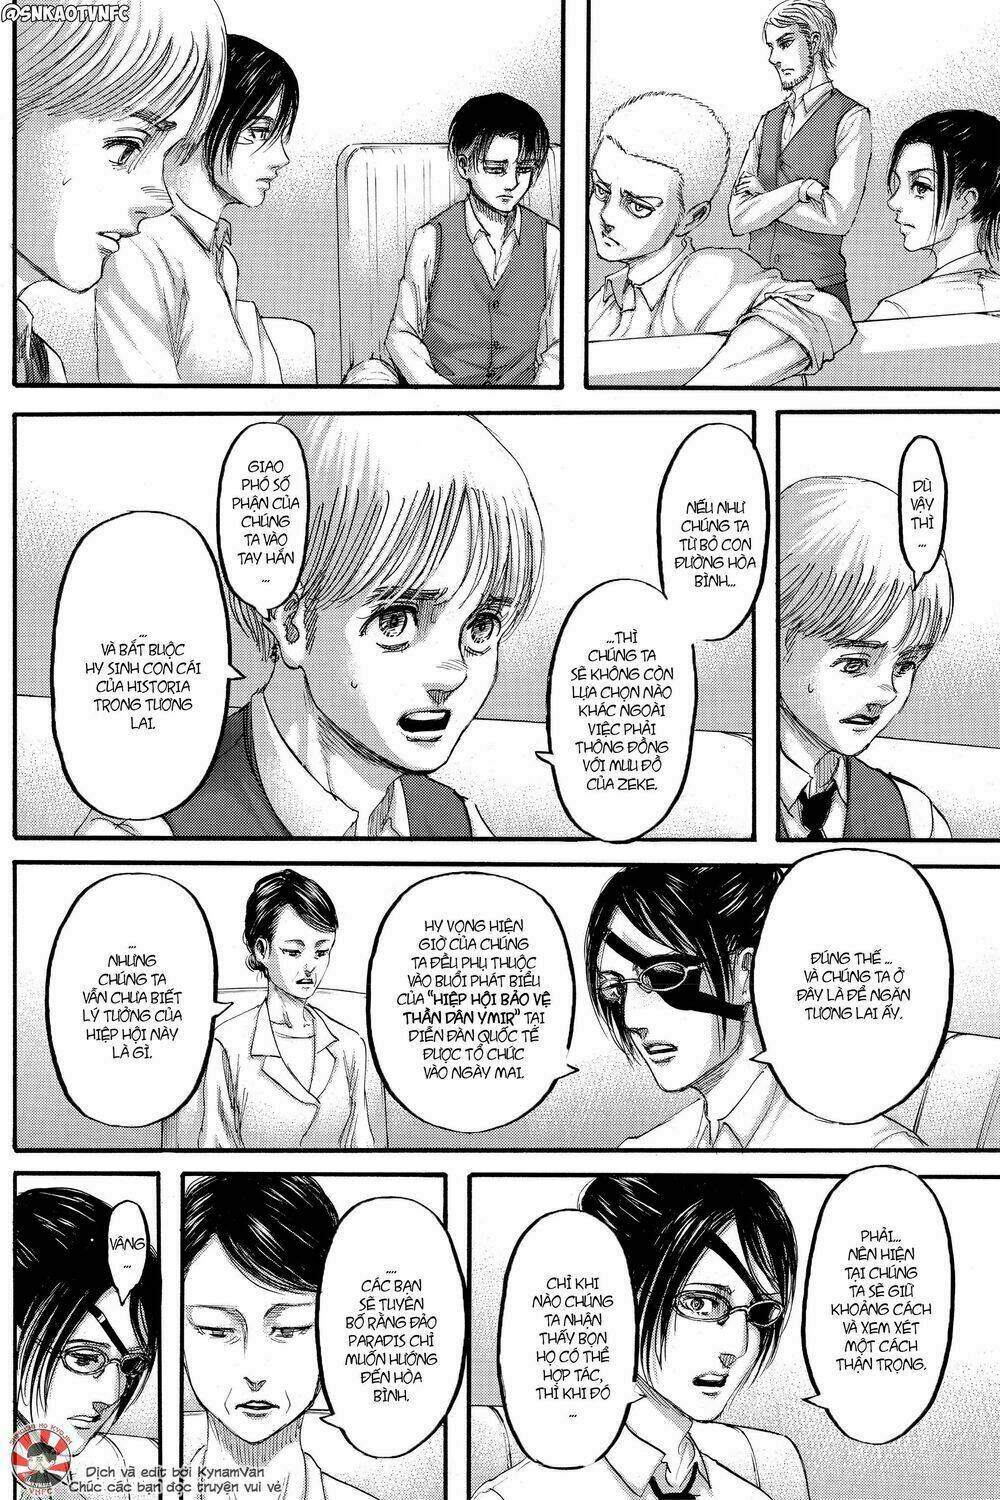 @SNKAOTVNFC
DÙ
VẬY THÌ
...
NẾU NHƯ
CHÚNG TA
TỪ BỎ CON
ĐƯỜNG HÒA
BÌNH...
...THÌ
CHÚNG TA
SẼ KHÔNG CÒN
LỰA CHỌN NÀO
KHÁC NGOÀI
VIỆC PHẢI
THÔNG ĐỒNG
VỚI MƯU ĐỒ
CỦA ZEKE.
GIAO
PHÓ SỐ
PHẬN CỦA
CHÚNG
TA VÀO
TAY HẮN
...
...
VÀ BẮT BUỘC
HY SINH CON CÁI
CỦA HISTORIA
TRONG TƯƠNG
LAI.
ĐÚNG THẾ ...
VÀ CHÚNG TA Ở
ĐÂY LÀ ĐỂ NGĂN
TƯƠNG LAI ẤY.
HY VỌNG HIỆN
GIỜ CỦA CHÚNG
TA ĐỀU PHỤ THUỘC
VÀO BUỔI PHÁT BIỂU
CỦA "HIỆP HỘI BẢO VỆ
THẦN DÂN YMIR" TẠI
DIỄN ĐÀN QUỐC TẾ
ĐƯỢC TỔ CHỨC
VÀO NGÀY MAI.
...
NHƯNG
CHÚNG TA
VẪN CHƯA BIẾT
LÝ TƯỞNG CỦA
HIỆP HỘI NÀY
LÀ GÌ.
PHẢI...
NÊN HIỆN
TẠI CHÚNG
TA SẼ GIỮ
KHOẢNG CÁCH
VÀ XEM XÉT
MỘT CÁCH
THẬN TRỌNG.
CHỈ KHI
NÀO CHÚNG
TA NHẬN
THẤY BỌN
HỌ CÓ THỂ
HỢP TÁC,
THÌ KHI ĐÓ
...
....
CÁC BẠN
SẼ TUYÊN
BỐ RẰNG ĐẢO
PARADIS CHỈ
MUỐN HƯỚNG
ĐẾN HÒA
BÌNH.
VÂNG
...
VNFC
Dịch và edit bởi KynamVan
Chúc các bạn đọc truyện vui vẻ